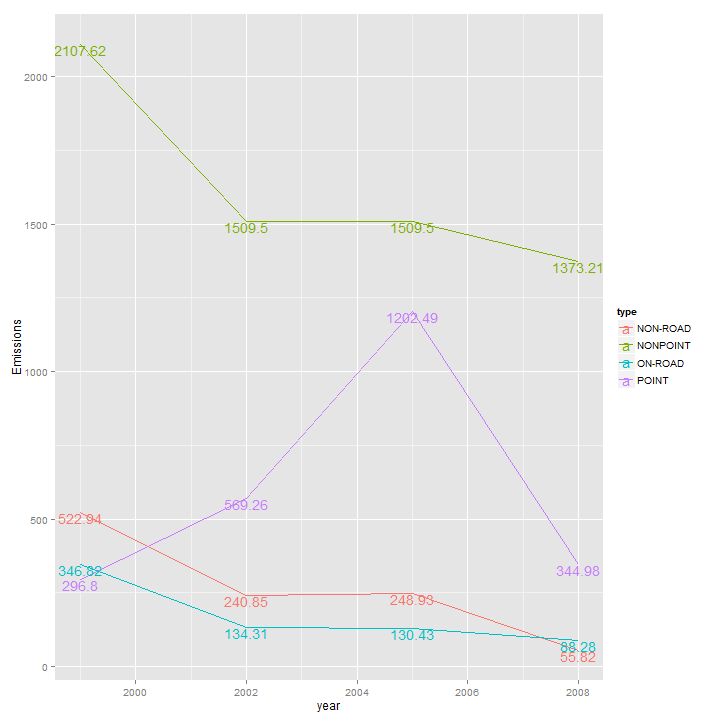 2107.62
2000
1509.5
1509.5
1500
1373.21
1202.49
type
a NON-ROAD
a NONPOINT
a ON-ROAD
a POINT
Emissions
1000
569.26
522.94
500
346.82
344.98
296.8
240.85
248.93
134.31
130.43
88.28
55.82
0
2000 2002 2004 2006 2008
year